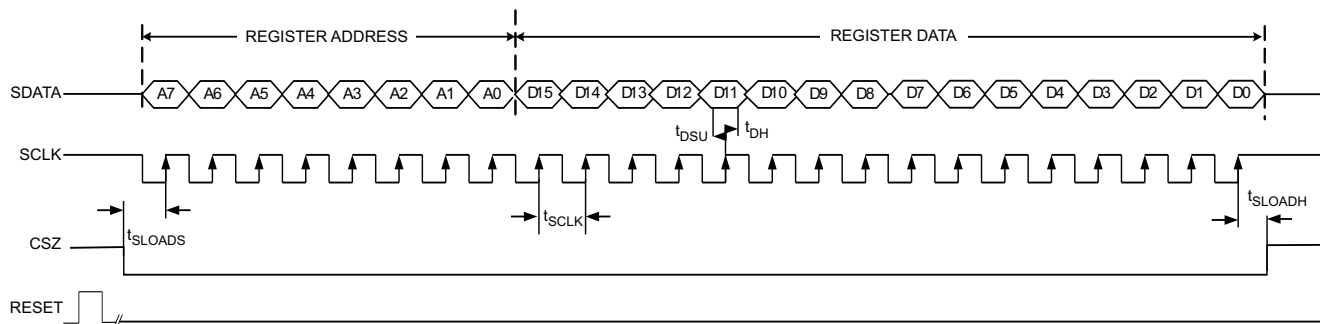 REGISTER ADDRESS REGISTER DATA
SDATA A7 A6 A5 A4 A3 A2 A1 A0 D15 D14 D13 D12 D11 D10 D9 D8 D7 D6 D5 D4 D3 D2 D1 D0
tDSU tDH
SCLK
tSLOADS tSCLK tSLOADH
CSZ
RESET